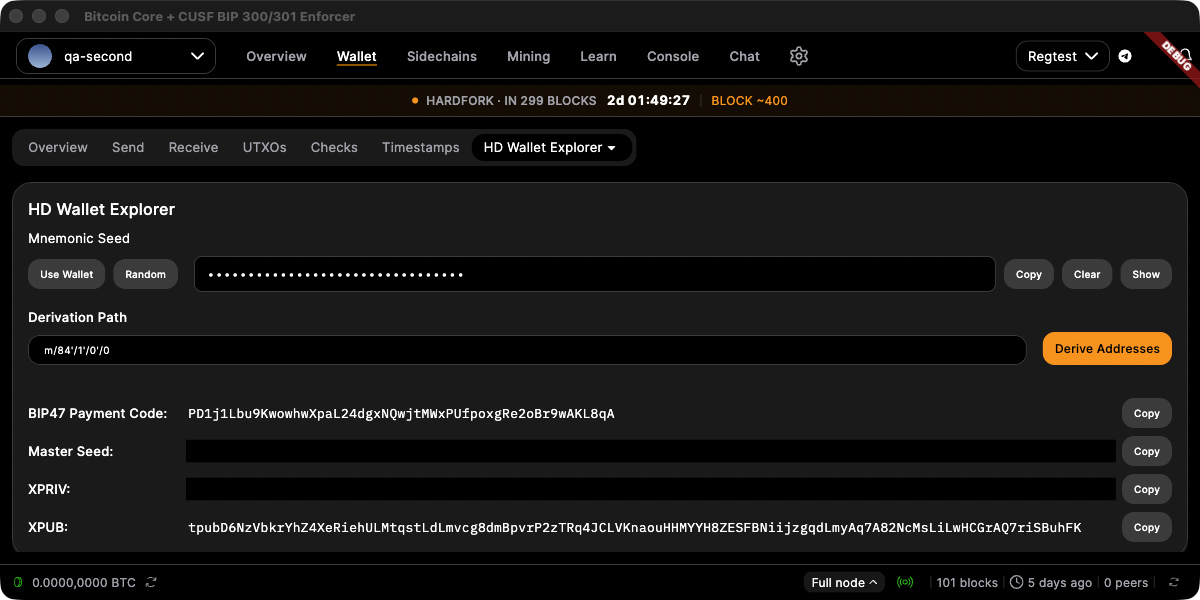 Bitcoin Core + CUSF BIP 300/301 Enforcer
qa-second Overview Wallet Sidechains Mining Learn Console Chat Regtest
DEBUG
HARDFORK · IN 299 BLOCKS 2d 01:49:27 BLOCK ~400
Overview Send Receive UTXOs Checks Timestamps HD Wallet Explorer
HD Wallet Explorer
Mnemonic Seed
Use Wallet Random •••••••••••••••••••••••••••••••• Copy Clear Show
Derivation Path
m/84'/1'/0'/0 Derive Addresses
BIP47 Payment Code: PD1j1Lbu9KwowhwXpaL24dgxNQwjtMWxPUfpoxgRe2oBr9wAKL8qA Copy
Master Seed: Copy
XPRIV: Copy
XPUB: tpubD6NzVbkrYhZ4XeRiehULMtqstLdLmvcg8dmBpvrP2zTRq4JCLVKnaouHHMYYH8ZESFBNiijzgqdLmyAq7A82NcMsLiLwHCGrAQ7riSBuhFK Copy
0.0000,0000 BTC Full node 101 blocks 5 days ago 0 peers